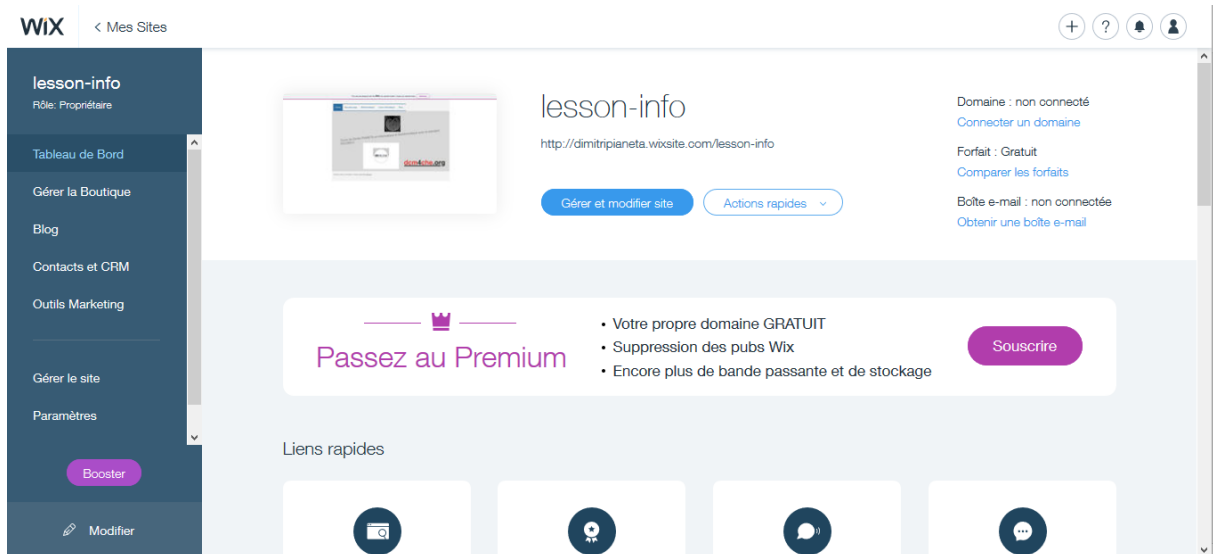 WiX
< Mes Sites
+
?
lesson-info
Rôle: Propriétaire
Tableau de Bord
Gérer la Boutique
Blog
Contacts et CRM
Outils Marketing
Gérer le site
Paramètres
Booster
Modifier
dcm4che.org
lesson-info
http://dimitripianeta.wixsite.com/lesson-info
Gérer et modifier site
Actions rapides
Domaine : non connecté
Connecter un domaine
Forfait : Gratuit
Comparer les forfaits
Boîte e-mail : non connectée
Obtenir une boîte e-mail
Passez au Premium
• Votre propre domaine GRATUIT
• Suppression des pubs Wix
• Encore plus de bande passante et de stockage
Souscrire
Liens rapides